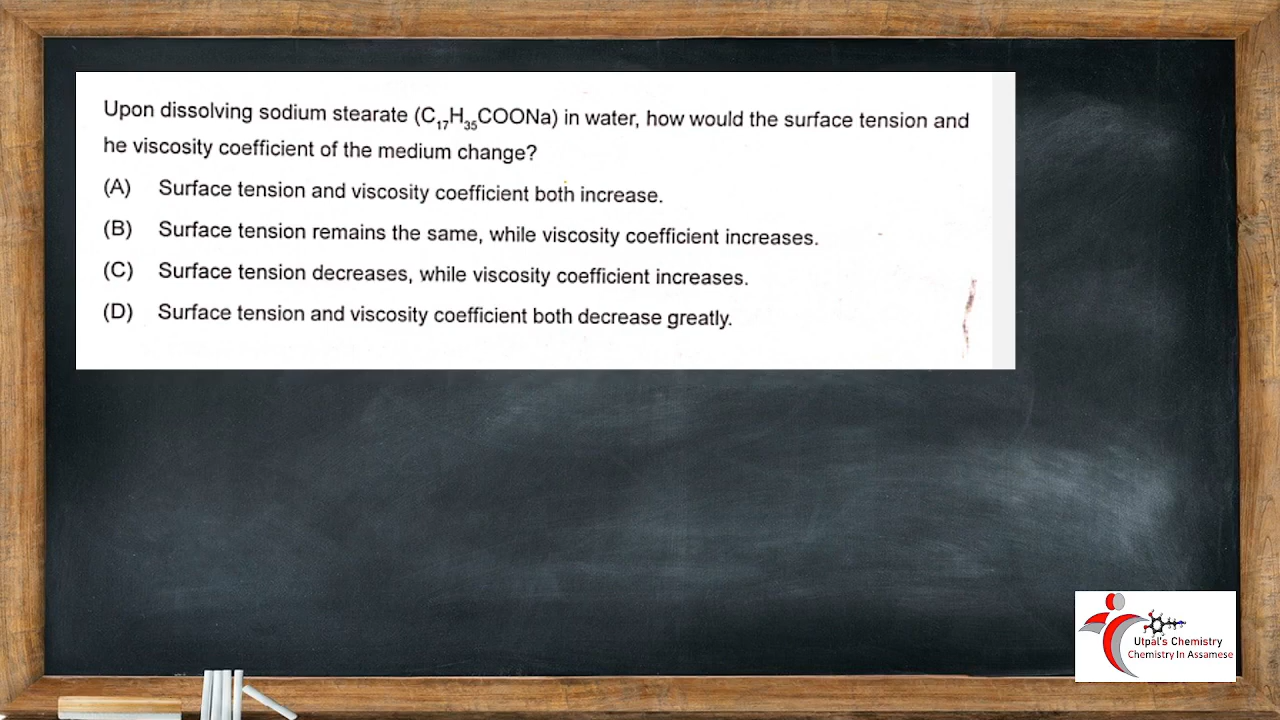 Upon dissolving sodium stearate (C₁₇H₃₅COONa) in water, how would the surface tension and
he viscosity coefficient of the medium change?
(A) Surface tension and viscosity coefficient both increase.
(B) Surface tension remains the same, while viscosity coefficient increases.
(C) Surface tension decreases, while viscosity coefficient increases.
(D) Surface tension and viscosity coefficient both decrease greatly.
Utpal's Chemistry
Chemistry In Assamese